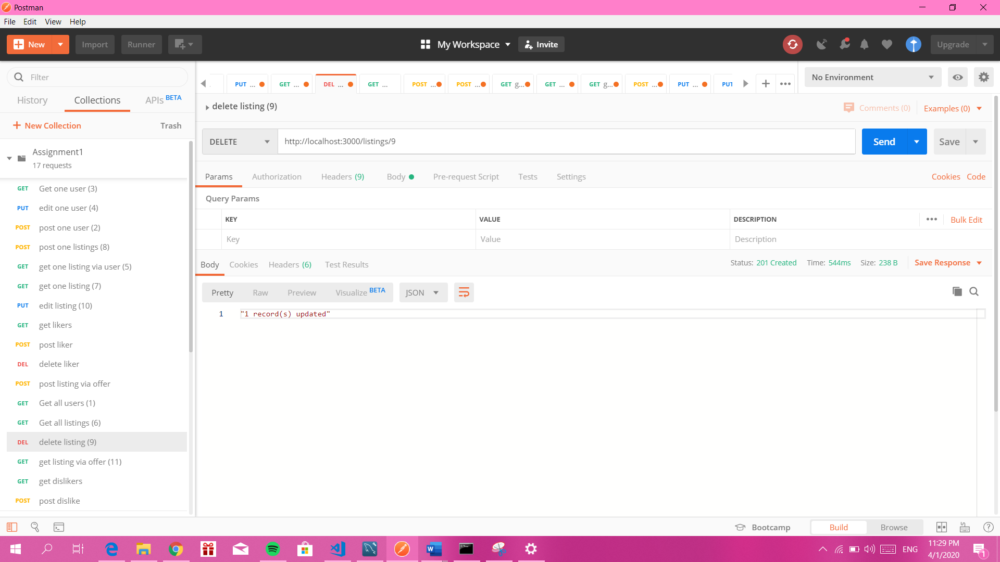 Postman
File Edit View Help
New Import Runner My Workspace Invite Upgrade
Filter
History Collections APIs BETA
New Collection Trash
Assignment1
17 requests
GET Get one user (3)
PUT edit one user (4)
POST post one user (2)
POST post one listings (8)
GET get one listing via user (5)
GET get one listing (7)
PUT edit listing (10)
GET get likers
POST post liker
DEL delete liker
POST post listing via offer
GET Get all users (1)
GET Get all listings (6)
DEL delete listing (9)
GET get listing via offer (11)
GET get dislikers
POST post dislike
PUT ... GET ... DEL ... GET ... POST ... POST ... GET g... GET ... GET g... POST ... PUT ... PUT
No Environment
delete listing (9) Comments (0) Examples (0)
DELETE http://localhost:3000/listings/9 Send Save
Params Authorization Headers (9) Body Pre-request Script Tests Settings Cookies Code
Query Params
KEY VALUE DESCRIPTION ••• Bulk Edit
Key Value Description
Body Cookies Headers (6) Test Results Status: 201 Created Time: 544ms Size: 238 B Save Response
Pretty Raw Preview Visualize BETA JSON
1 "1 record(s) updated"
Bootcamp Build Browse
ENG 11:29 PM
4/1/2020
1